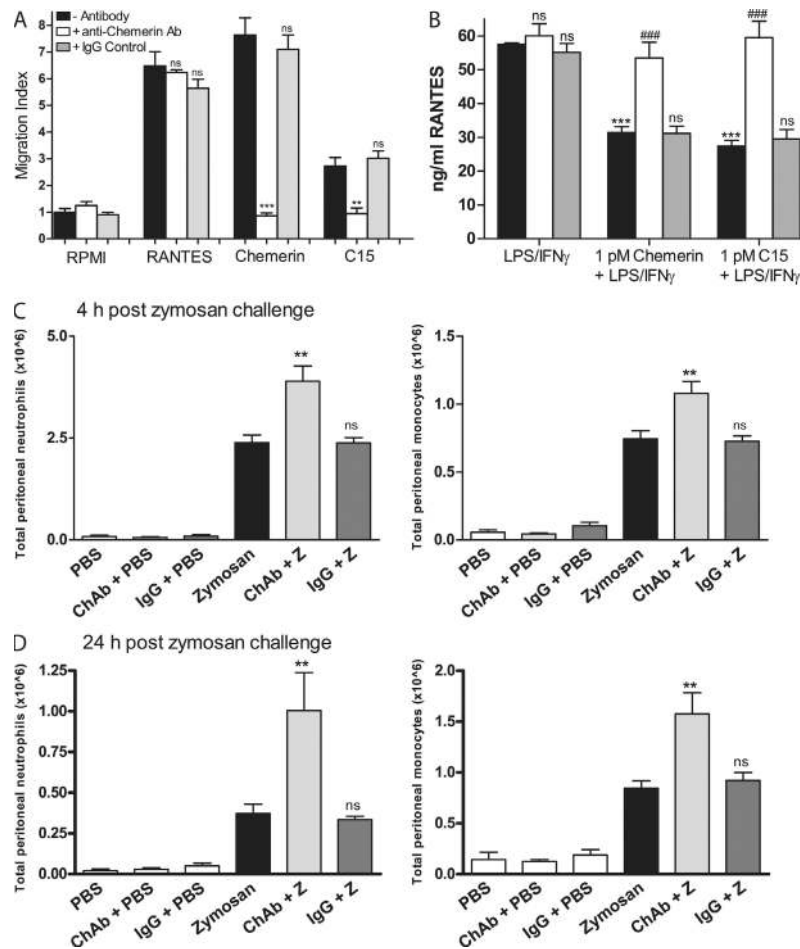 A
- Antibody
+ anti-Chemerin Ab
+ IgG Control
Migration Index
8
7
6
5
4
3
2
1
0
ns
ns
***
ns
**
ns
RPMI
RANTES
Chemerin
C15
B
ng/ml RANTES
60
50
40
30
20
10
0
ns
ns
***
###
ns
***
###
ns
LPS/IFNγ
1 pM Chemerin
+ LPS/IFNγ
1 pM C15
+ LPS/IFNγ
C
4 h post zymosan challenge
Total peritoneal neutrophils (x10^6)
5.0
2.5
0.0
**
ns
PBS
ChAb + PBS
IgG + PBS
Zymosan
ChAb + Z
IgG + Z
Total peritoneal monocytes (x10^6)
1.5
1.0
0.5
0.0
**
ns
PBS
ChAb + PBS
IgG + PBS
Zymosan
ChAb + Z
IgG + Z
D
24 h post zymosan challenge
Total peritoneal neutrophils (x10^6)
1.25
1.00
0.75
0.50
0.25
0.00
**
ns
PBS
ChAb + PBS
IgG + PBS
Zymosan
ChAb + Z
IgG + Z
Total peritoneal monocytes (x10^6)
2.0
1.5
1.0
0.5
0.0
**
ns
PBS
ChAb + PBS
IgG + PBS
Zymosan
ChAb + Z
IgG + Z